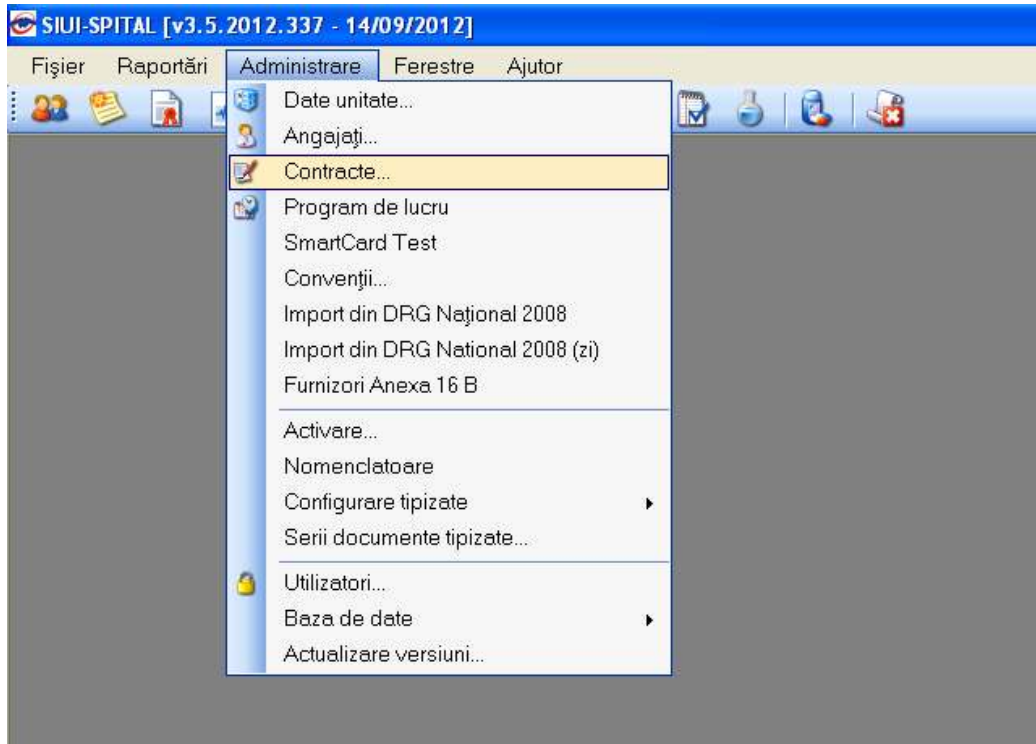 SIUI-SPITAL [v3.5.2012.337 - 14/09/2012]
Fişier Raportări Administrare Ferestre Ajutor
Date unitate...
Angajaţi...
Contracte...
Program de lucru
SmartCard Test
Convenţii...
Import din DRG Naţional 2008
Import din DRG National 2008 (zi)
Furnizori Anexa 16 B
Activare...
Nomenclatoare
Configurare tipizate
Serii documente tipizate...
Utilizatori...
Baza de date
Actualizare versiuni...